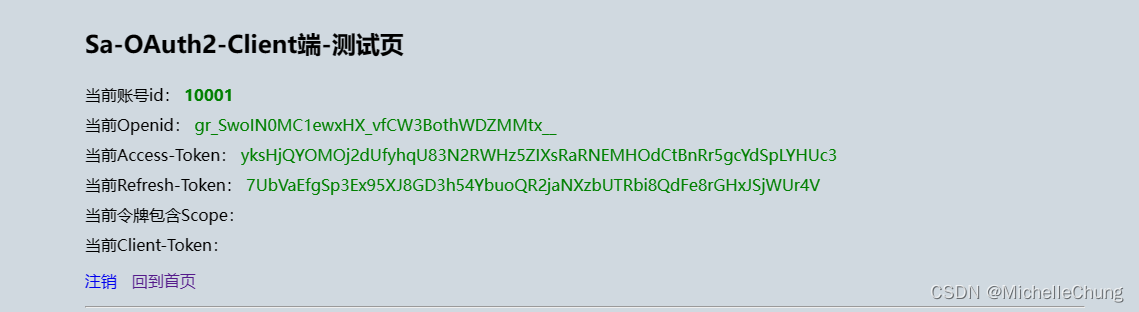 Sa-OAuth2-Client端-测试页
当前账号id： 10001
当前Openid： gr_SwoIN0MC1ewxHX_vfCW3BothWDZMMtx__
当前Access-Token： yksHjQYOMOj2dUfyhqU83N2RWHz5ZIXsRaRNEMHOdCtBnRr5gcYdSpLYHUc3
当前Refresh-Token： 7UbVaEfgSp3Ex95XJ8GD3h54YbuoQR2jaNXzbUTRbi8QdFe8rGHxJSjWUr4V
当前令牌包含Scope：
当前Client-Token：
注销 回到首页
CSDN @MichelleChung